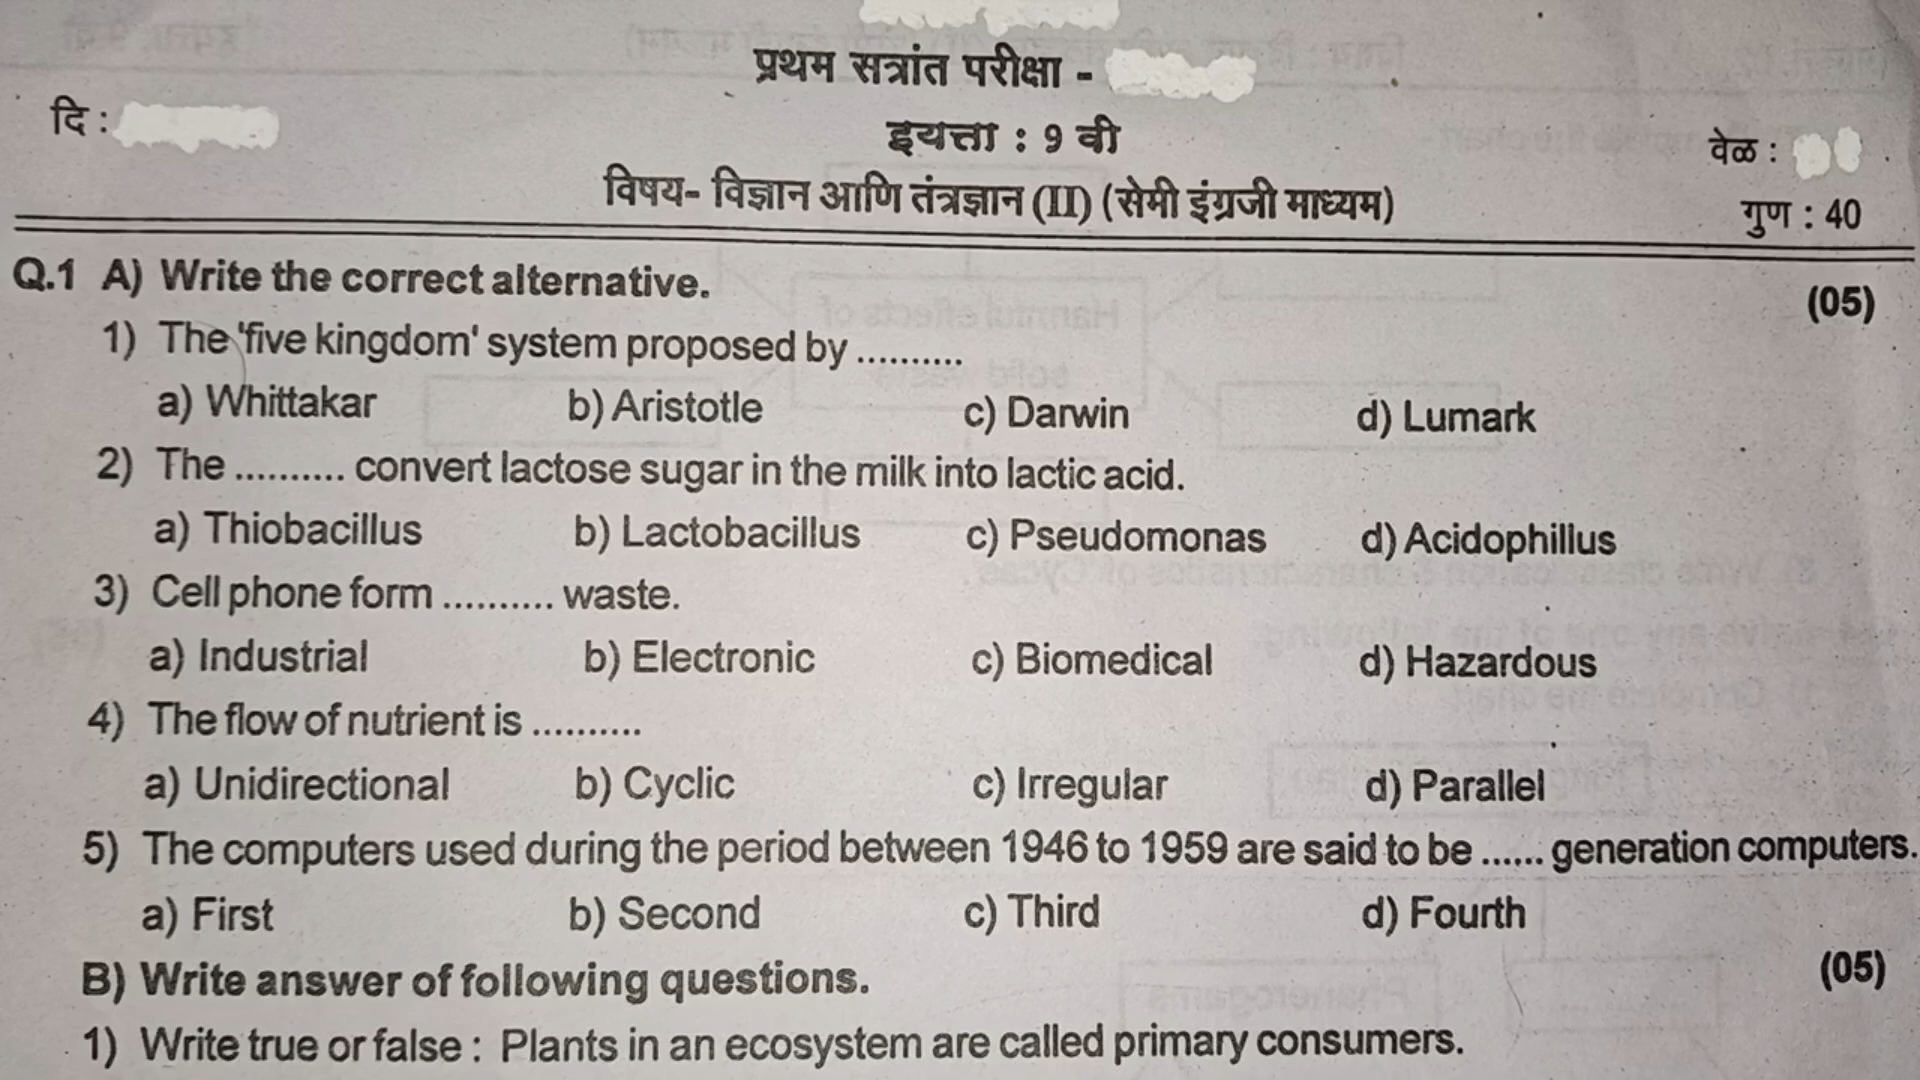 प्रथम सत्रांत परीक्षा -
दि :
इयत्ता : 9 वी
वेळ :
विषय- विज्ञान आणि तंत्रज्ञान (II) (सेमी इंग्रजी माध्यम)
गुण : 40
Q.1 A) Write the correct alternative. (05)
1) The 'five kingdom' system proposed by ..........
a) Whittakar b) Aristotle c) Darwin d) Lumark
2) The .......... convert lactose sugar in the milk into lactic acid.
a) Thiobacillus b) Lactobacillus c) Pseudomonas d) Acidophillus
3) Cell phone form .......... waste.
a) Industrial b) Electronic c) Biomedical d) Hazardous
4) The flow of nutrient is ..........
a) Unidirectional b) Cyclic c) Irregular d) Parallel
5) The computers used during the period between 1946 to 1959 are said to be ...... generation computers.
a) First b) Second c) Third d) Fourth
B) Write answer of following questions. (05)
1) Write true or false : Plants in an ecosystem are called primary consumers.